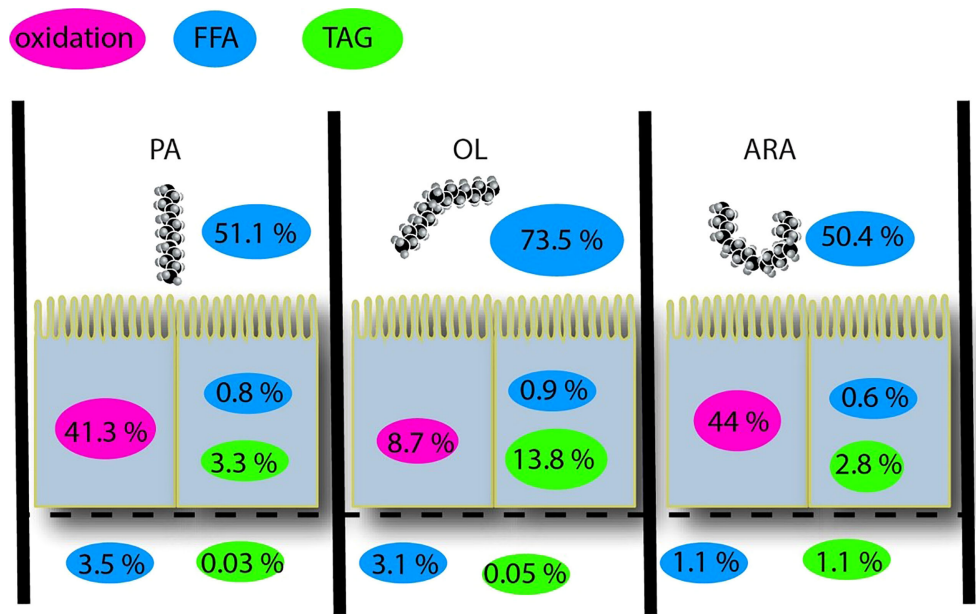 oxidation FFA TAG
PA OL ARA
51.1 % 73.5 % 50.4 %
0.8 % 0.9 % 0.6 %
41.3 % 8.7 % 44 %
3.3 % 13.8 % 2.8 %
3.5 % 0.03 % 3.1 % 0.05 % 1.1 % 1.1 %